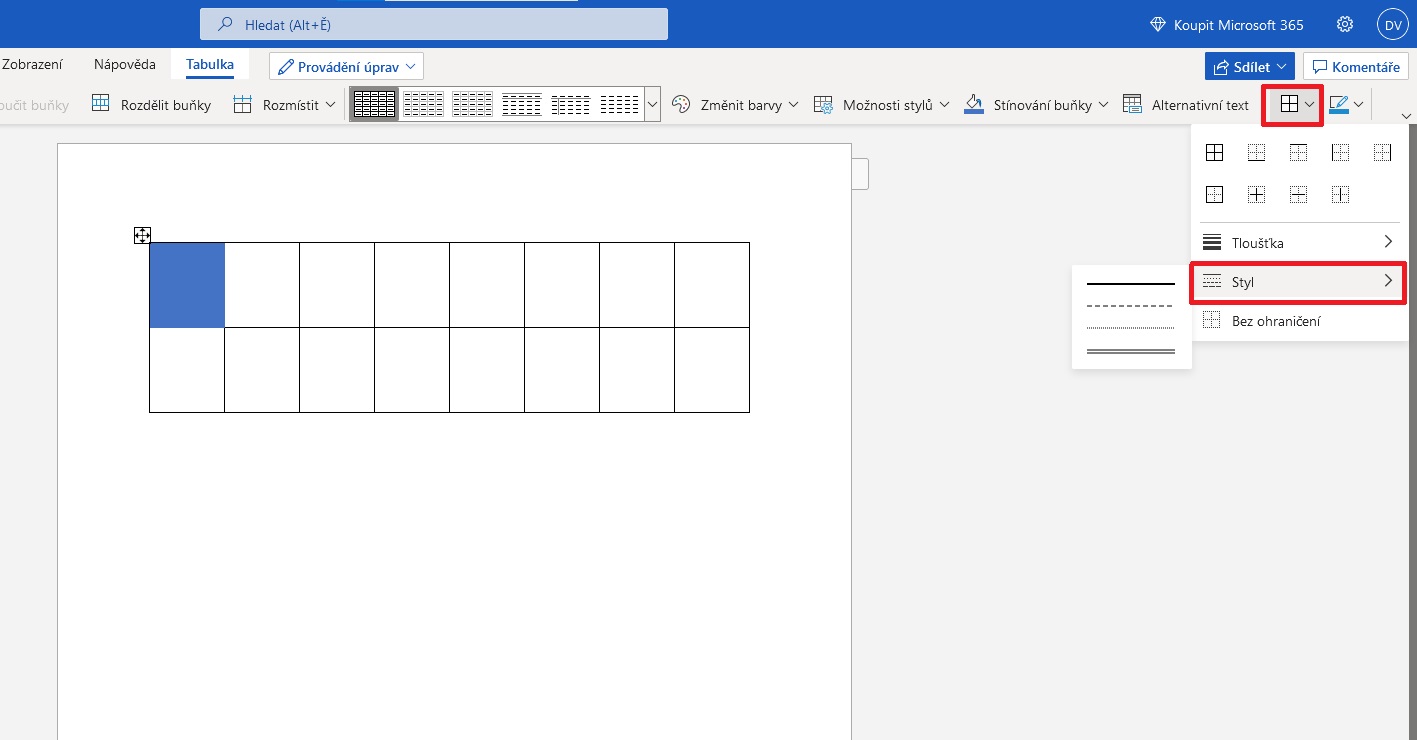 Hledat (Alt+Ě)
Koupit Microsoft 365
DV
Zobrazení
Nápověda
Tabulka
Provádění úprav
Sdílet
Komentáře
oučit buňky
Rozdělit buňky
Rozmístit
Změnit barvy
Možnosti stylů
Stínování buňky
Alternativní text
Tloušťka
Styl
Bez ohraničení